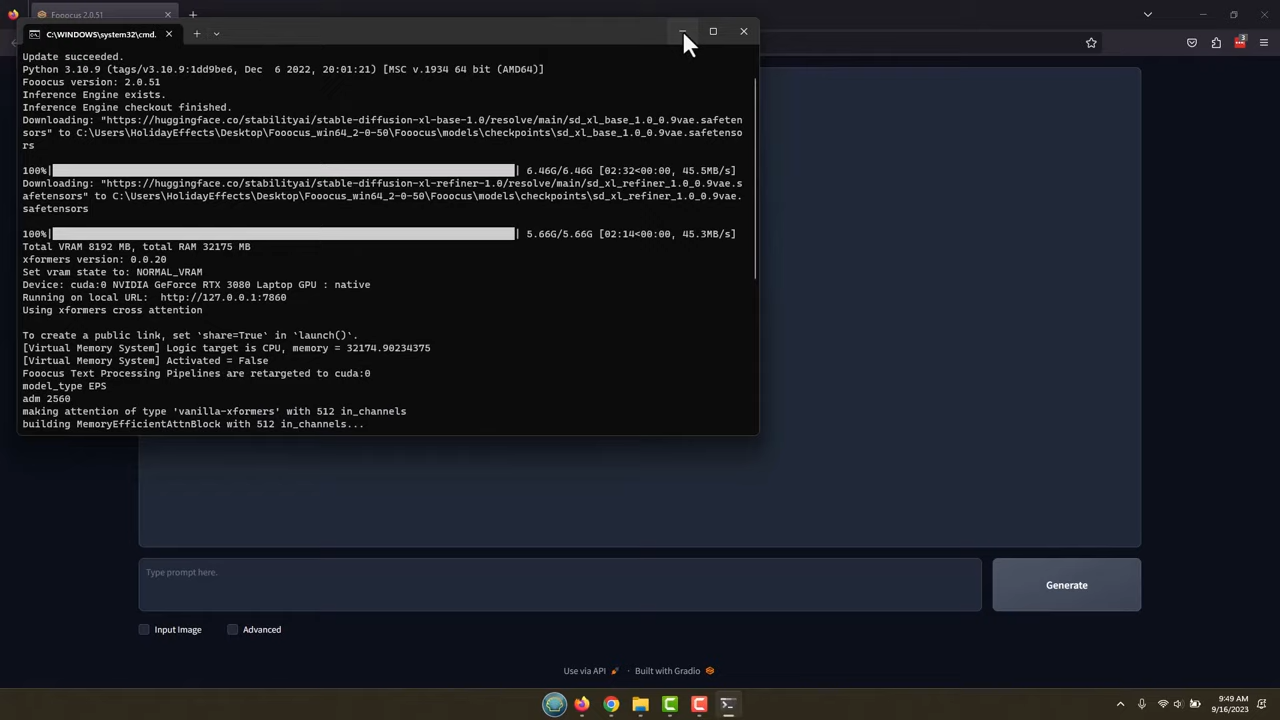 Fooocus 2.0.51
C:\WINDOWS\system32\cmd.
Update succeeded.
Python 3.10.9 (tags/v3.10.9:1dd9be6, Dec  6 2022, 20:01:21) [MSC v.1934 64 bit (AMD64)]
Fooocus version: 2.0.51
Inference Engine exists.
Inference Engine checkout finished.
Downloading: "https://huggingface.co/stabilityai/stable-diffusion-xl-base-1.0/resolve/main/sd_xl_base_1.0_0.9vae.safeten
sors" to C:\Users\HolidayEffects\Desktop\Fooocus_win64_2-0-50\Fooocus\models\checkpoints\sd_xl_base_1.0_0.9vae.safetenso
rs
100%| | 6.46G/6.46G [02:32<00:00, 45.5MB/s]
Downloading: "https://huggingface.co/stabilityai/stable-diffusion-xl-refiner-1.0/resolve/main/sd_xl_refiner_1.0_0.9vae.s
afetensors" to C:\Users\HolidayEffects\Desktop\Fooocus_win64_2-0-50\Fooocus\models\checkpoints\sd_xl_refiner_1.0_0.9vae.
safetensors
100%| | 5.66G/5.66G [02:14<00:00, 45.3MB/s]
Total VRAM 8192 MB, total RAM 32175 MB
xformers version: 0.0.20
Set vram state to: NORMAL_VRAM
Device: cuda:0 NVIDIA GeForce RTX 3080 Laptop GPU : native
Running on local URL:  http://127.0.0.1:7860
Using xformers cross attention
To create a public link, set `share=True` in `launch()`.
[Virtual Memory System] Logic target is CPU, memory = 32174.90234375
[Virtual Memory System] Activated = False
Fooocus Text Processing Pipelines are retargeted to cuda:0
model_type EPS
adm 2560
making attention of type 'vanilla-xformers' with 512 in_channels
building MemoryEfficientAttnBlock with 512 in_channels...
Type prompt here.
Generate
Input Image
Advanced
Use via API · Built with Gradio
3
9:49 AM
9/16/2023